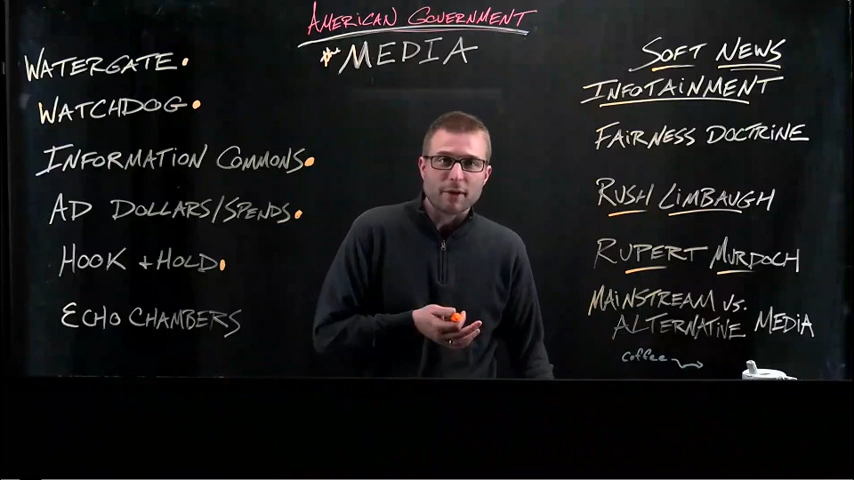 AMERICAN GOVERNMENT
MEDIA
WATERGATE
WATCHDOG
INFORMATION COMMONS
AD DOLLARS/SPENDS
HOOK + HOLD
ECHO CHAMBERS
SOFT NEWS
INFOTAINMENT
FAIRNESS DOCTRINE
RUSH LIMBAUGH
RUPERT MURDOCH
MAINSTREAM vs.
ALTERNATIVE MEDIA
coffee